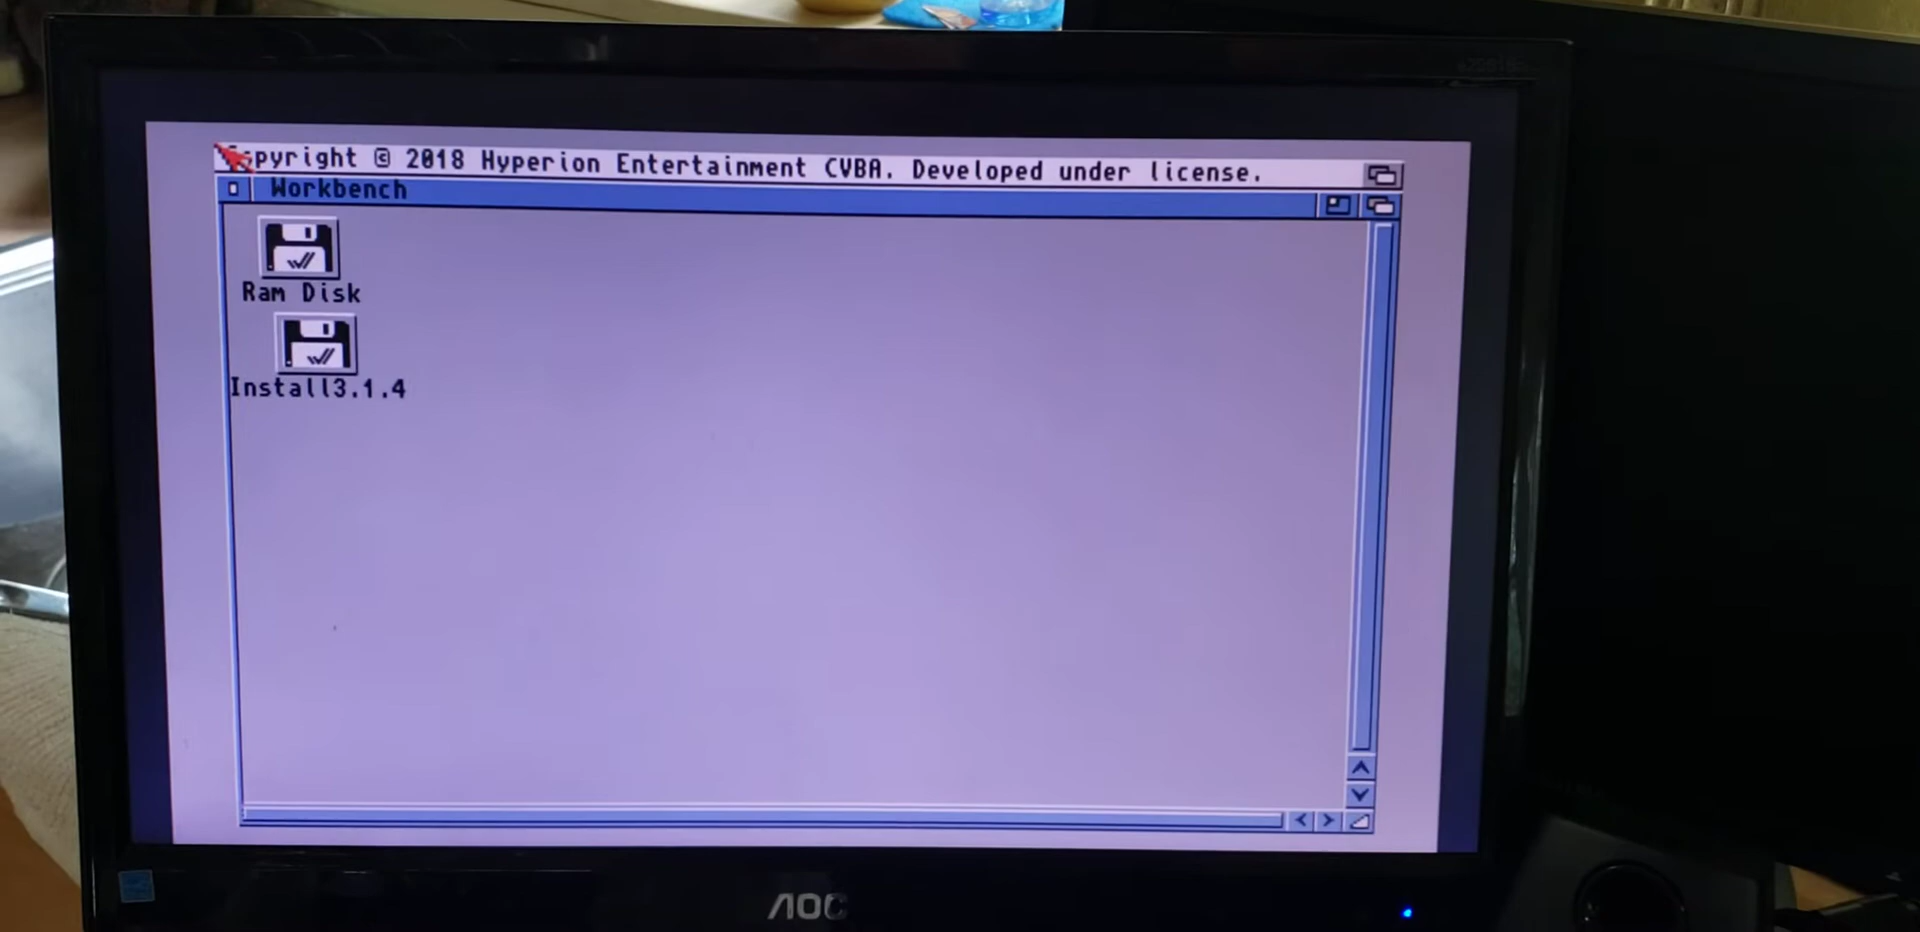 pyright © 2018 Hyperion Entertainment CVBA. Developed under license.
Workbench
Ram Disk
Install3.1.4
AOC